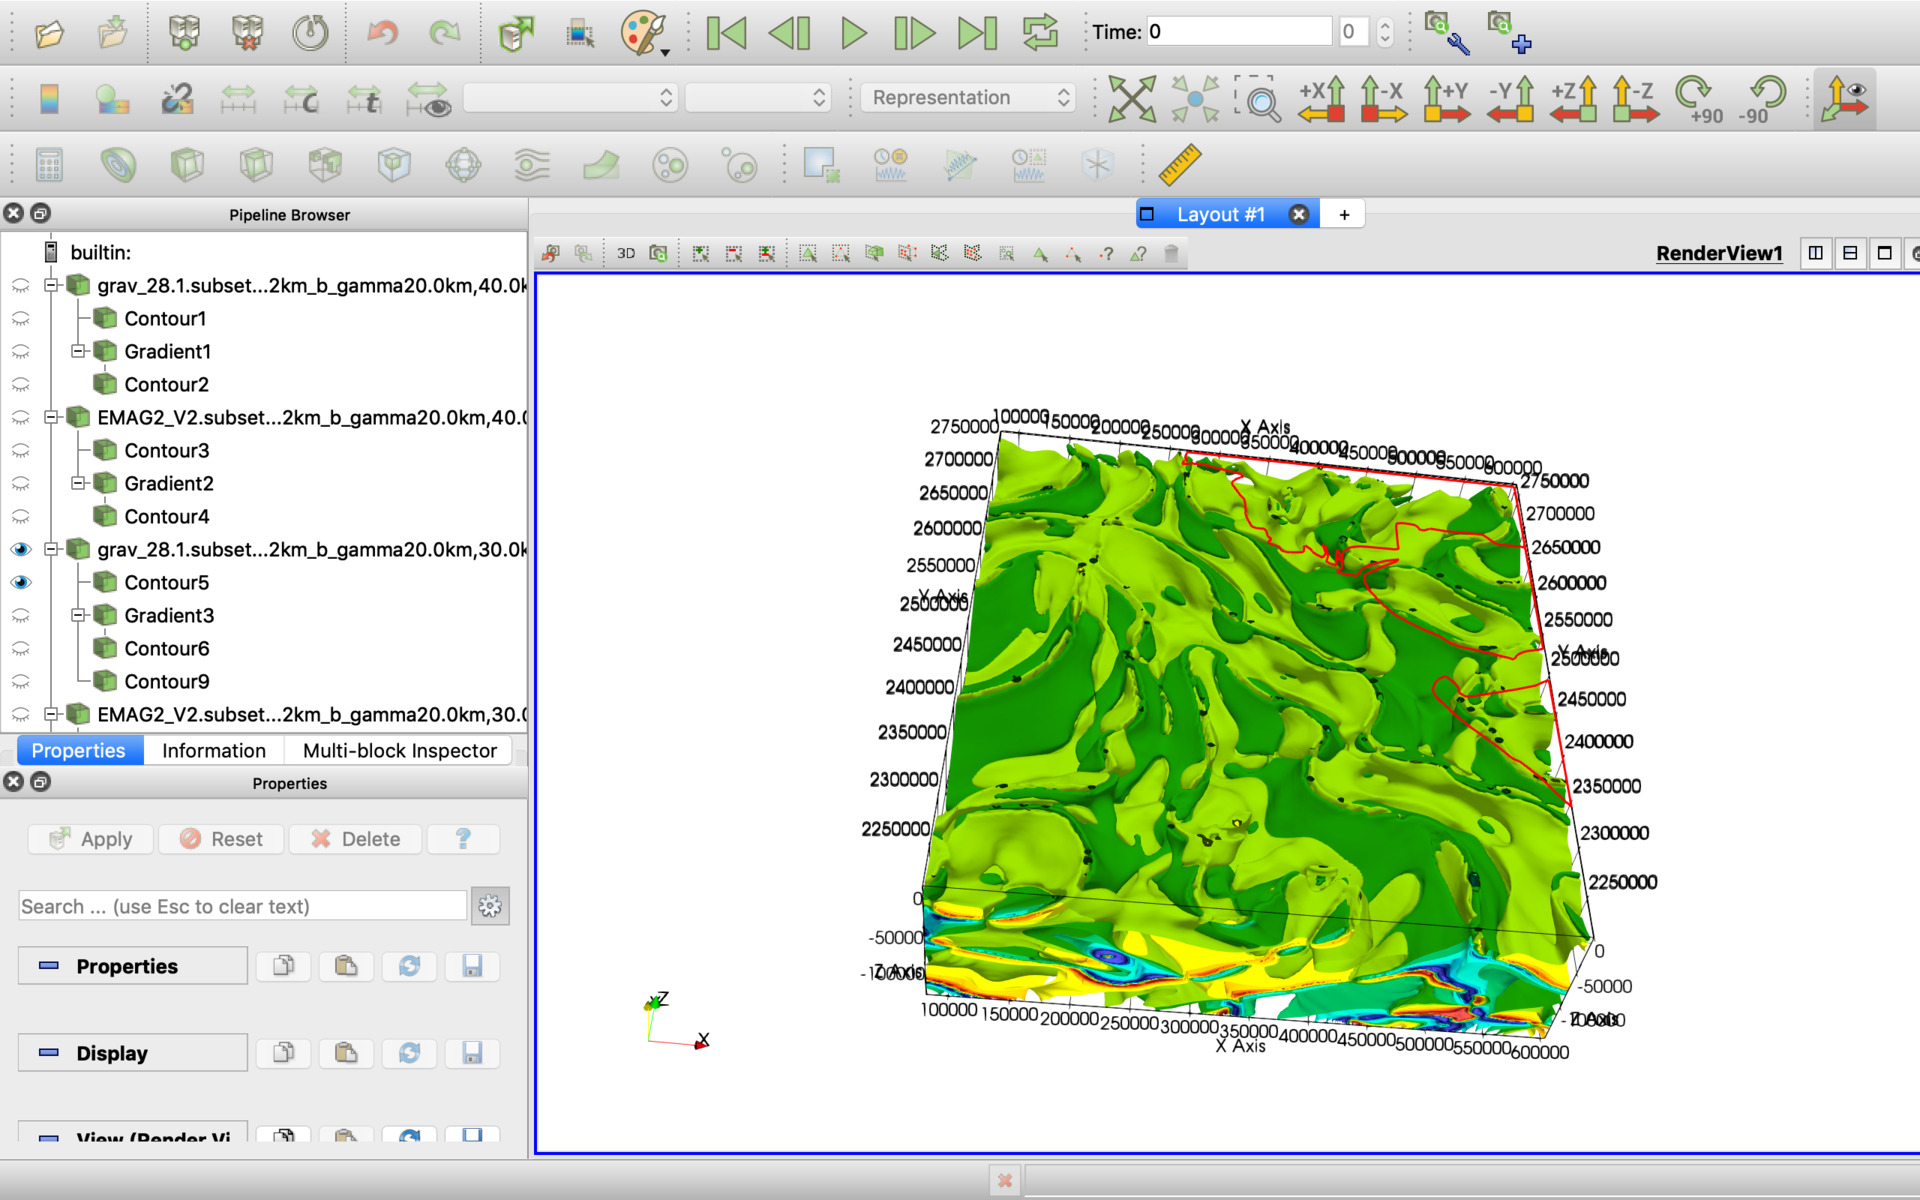 Time: 0
0
Representation
+X
-X
+Y
-Y
+Z
-Z
+90
-90
C
t
Pipeline Browser
Layout #1
+
builtin:
3D
RenderView1
grav_28.1.subset...2km_b_gamma20.0km,40.0k
Contour1
Gradient1
Contour2
EMAG2_V2.subset...2km_b_gamma20.0km,40.0
Contour3
Gradient2
Contour4
grav_28.1.subset...2km_b_gamma20.0km,30.0k
Contour5
Gradient3
Contour6
Contour9
EMAG2_V2.subset...2km_b_gamma20.0km,30.0
Properties
Information
Multi-block Inspector
Properties
Apply
Reset
Delete
?
Search ... (use Esc to clear text)
Properties
Display
View (Render Vi
X Axis
100000 150000 200000 250000 300000 350000 400000 450000 500000 550000 600000
2750000
2700000
2650000
2600000
2550000
2500000
Y Axis
2450000
2400000
2350000
2300000
2250000
0
-50000
-100000
Z Axis
2750000
2700000
2650000
2600000
2550000
2500000
Y Axis
2450000
2400000
2350000
2300000
2250000
0
-50000
-100000
Z Axis
100000 150000 200000 250000 300000 350000 400000 450000 500000 550000 600000
X Axis
Z
X